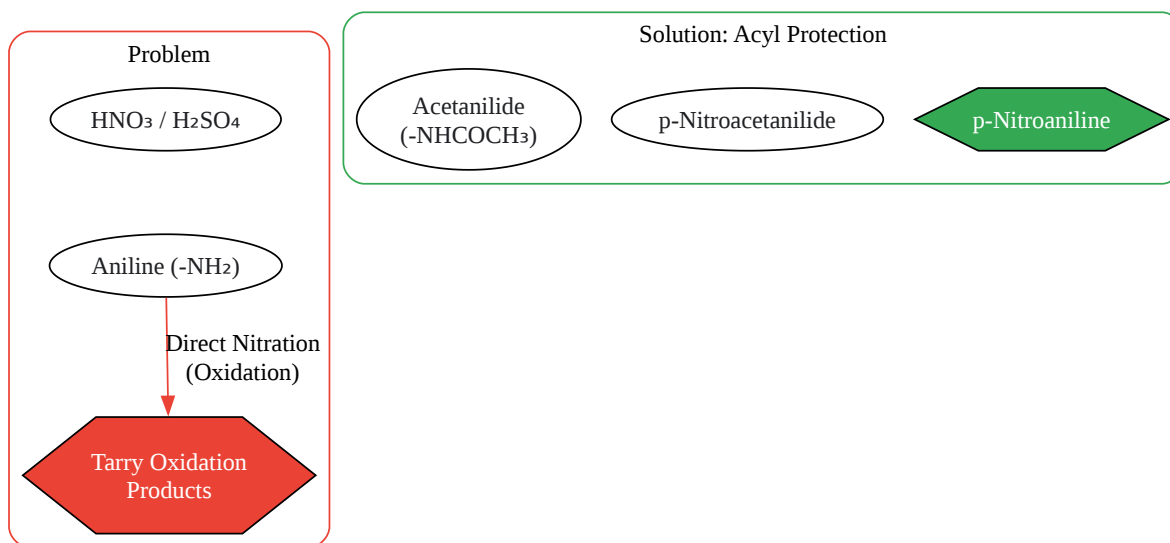 Problem
HNO₃ / H₂SO₄
Aniline (-NH₂)
Direct Nitration
(Oxidation)
Tarry Oxidation
Products
Solution: Acyl Protection
Acetanilide
(-NHCOCH₃)
p-Nitroacetanilide
p-Nitroaniline